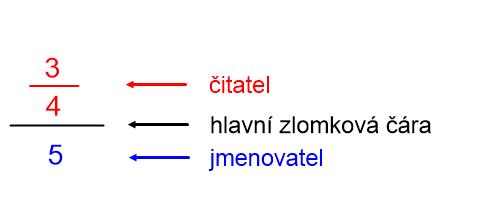 3
4
5
čitatel
hlavní zlomková čára
jmenovatel